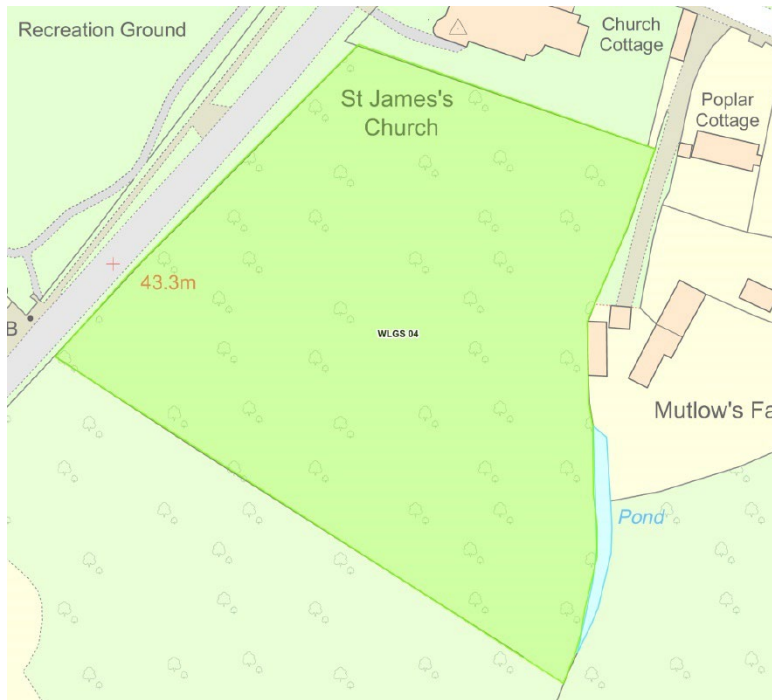 Recreation Ground
Church
Cottage
St James's
Church
Poplar
Cottage
43.3m
B
WLGS 04
Mutlow's Fa
Pond